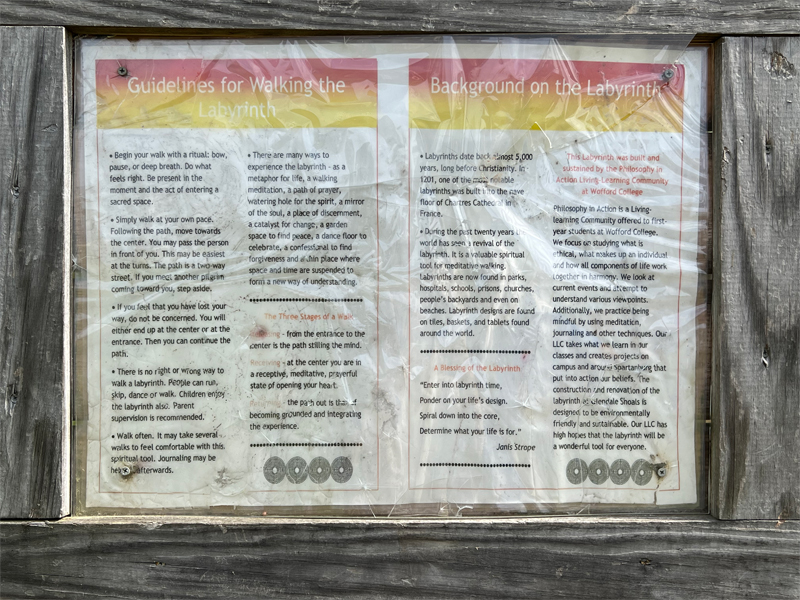 Guidelines for Walking the
Labyrinth
• Begin your walk with a ritual: bow,
pause, or deep breath. Do what
feels right. Be present in the
moment and the act of entering a
sacred space.
• Simply walk at your own pace.
Following the path, move towards
the center. You may pass the person
in front of you. This may be easiest
at the turns. The path is a two-way
street. If you meet another pilgrim
coming toward you, step aside.
• If you feel that you have lost your
way, do not be concerned. You will
either end up at the center or at the
entrance. Then you can continue the
path.
• There is no right or wrong way to
walk a labyrinth. People can run,
skip, dance or walk. Children enjoy
the labyrinth also. Parent
supervision is recommended.
• Walk often. It may take several
walks to feel comfortable with this
spiritual tool. Journaling may be
afterwards.
• There are many ways to
experience the labyrinth - as a
metaphor for life, a walking
meditation, a path of prayer,
watering hole for the spirit, a mirror
of the soul, a place of discernment,
a catalyst for change, a garden
space to find peace, a dance floor to
celebrate, a confessional to find
forgiveness and a thin place where
space and time are suspended to
form a new way of understanding.
The Three Stages of a Walk
- from the entrance to the
center is the path stilling the mind.
Receiving - at the center you are in
a receptive, meditative, prayerful
state of opening your heart.
the path out is that of
becoming grounded and integrating
the experience.
Background on the Labyrinth
• Labyrinths date back almost 5,000
years, long before Christianity. In
1201, one of the most notable
labyrinths was built into the nave
floor of Chartres Cathedral in
France.
• During the past twenty years the
world has seen a revival of the
labyrinth. It is a valuable spiritual
tool for meditative walking.
Labyrinths are now found in parks,
hospitals, schools, prisons, churches,
people's backyards and even on
beaches. Labyrinth designs are found
on tiles, baskets, and tablets found
around the world.
A Blessing of the Labyrinth
"Enter into labyrinth time,
Ponder on your life's design.
Spiral down into the core,
Determine what your life is for."
Janis Strope
This Labyrinth was built and
sustained by the Philosophy in
Action Living-Learning Community
at Wofford College
Philosophy in Action is a Living-
learning Community offered to first-
year students at Wofford College.
We focus on studying what is
ethical, what makes up an individual
and how all components of life work
together in harmony. We look at
current events and attempt to
understand various viewpoints.
Additionally, we practice being
mindful by using meditation,
journaling and other techniques. Our
LLC takes what we learn in our
classes and creates projects on
campus and around Spartanburg that
put into action our beliefs. The
construction and renovation of the
labyrinth at Glendale Shoals is
designed to be environmentally
friendly and sustainable. Our LLC has
high hopes that the labyrinth will be
a wonderful tool for everyone.